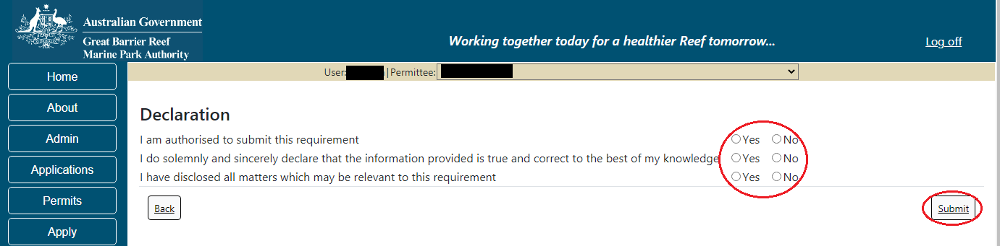 Australian Government
Great Barrier Reef
Marine Park Authority
Working together today for a healthier Reef tomorrow...
Log off
Home
About
Admin
Applications
Permits
Apply
User: | Permittee:
Declaration
I am authorised to submit this requirement Yes No
I do solemnly and sincerely declare that the information provided is true and correct to the best of my knowledge Yes No
I have disclosed all matters which may be relevant to this requirement Yes No
Back
Submit